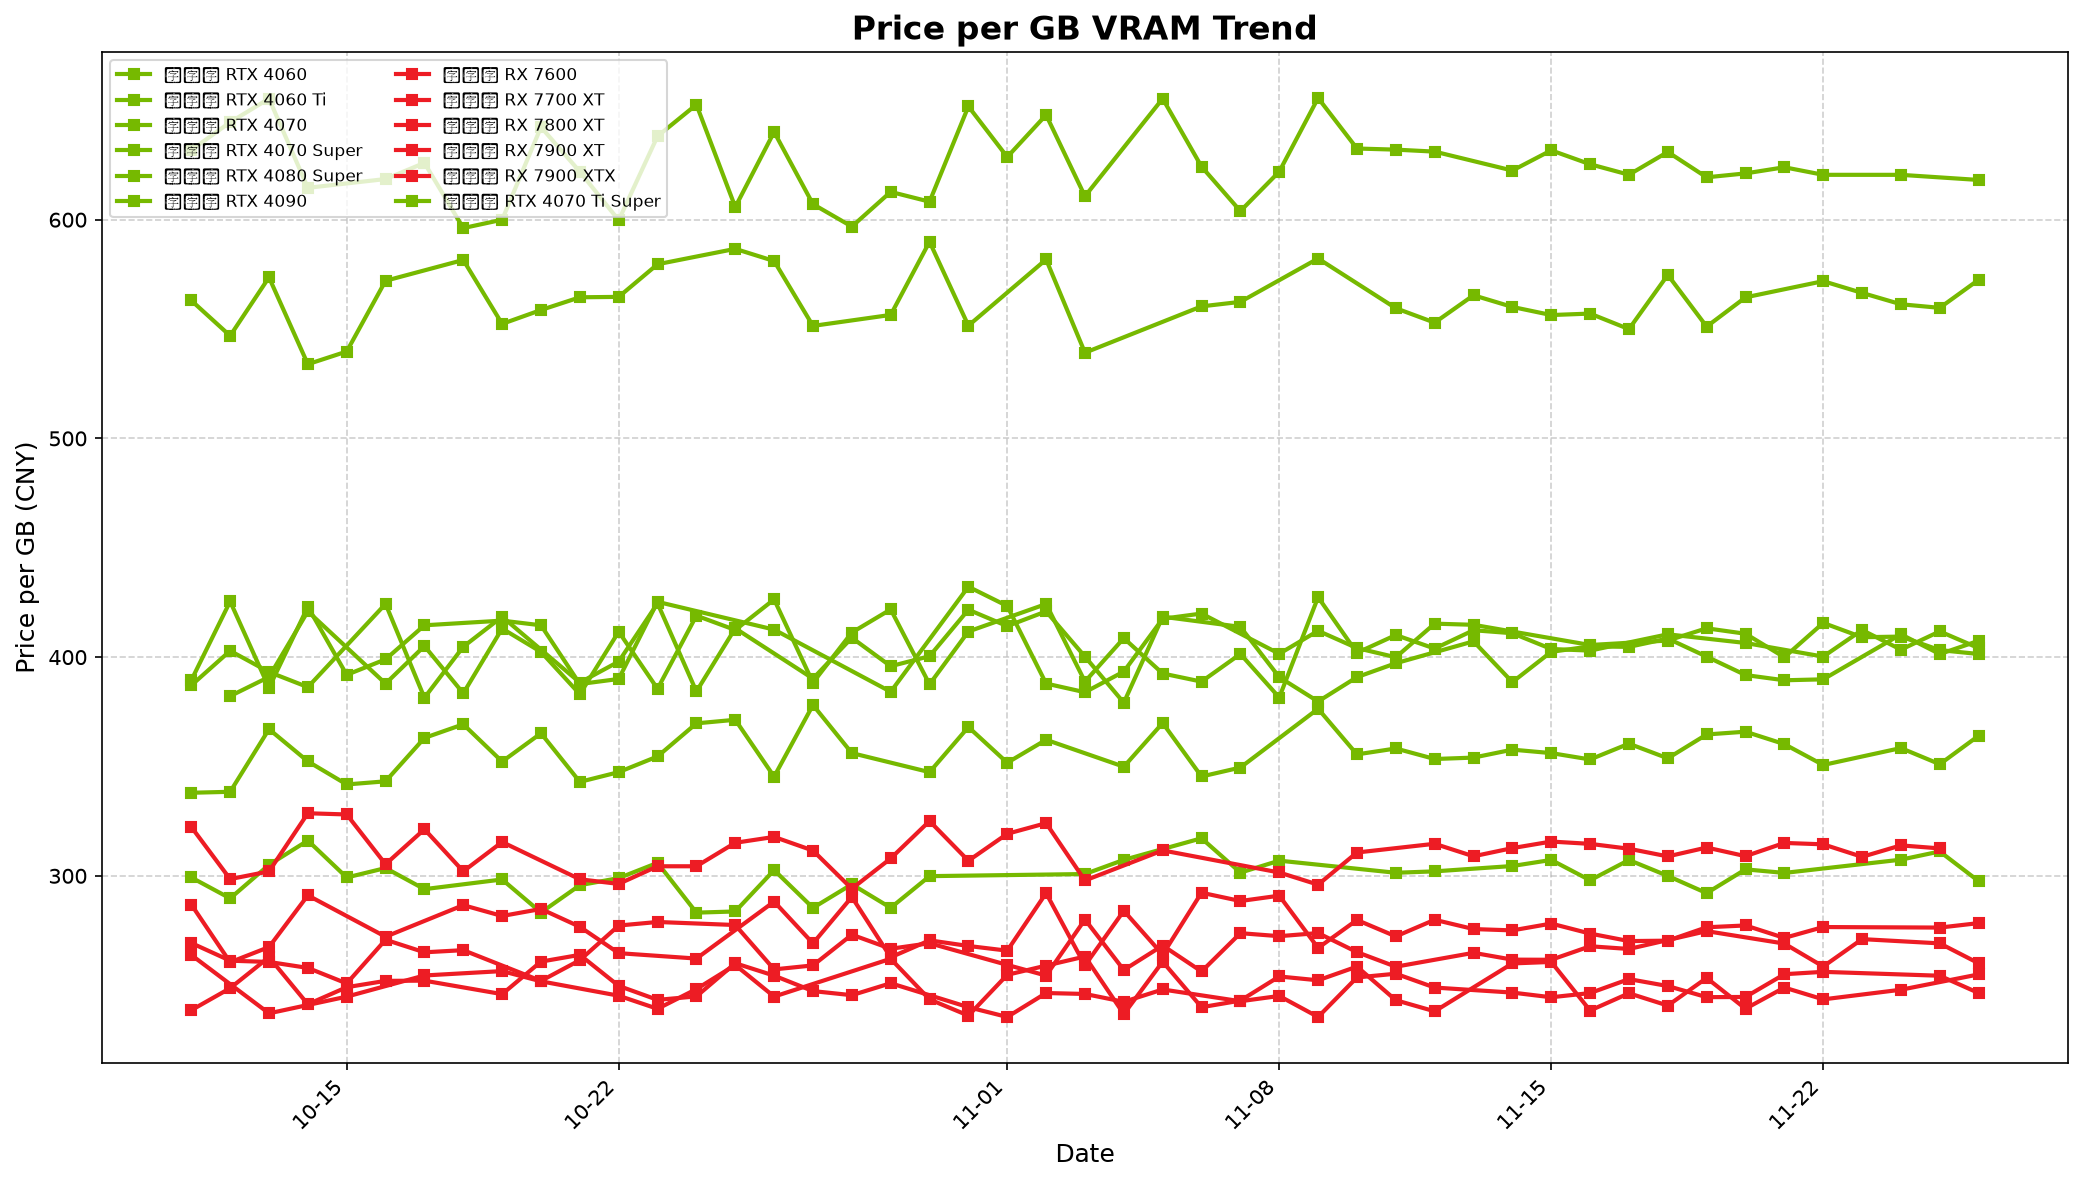 Price per GB VRAM Trend
RTX 4060
RTX 4060 Ti
RTX 4070
RTX 4070 Super
RTX 4080 Super
RTX 4090
RX 7600
RX 7700 XT
RX 7800 XT
RX 7900 XT
RX 7900 XTX
RTX 4070 Ti Super
Price per GB (CNY)
600
500
400
300
10-15
10-22
11-01
11-08
11-15
11-22
Date